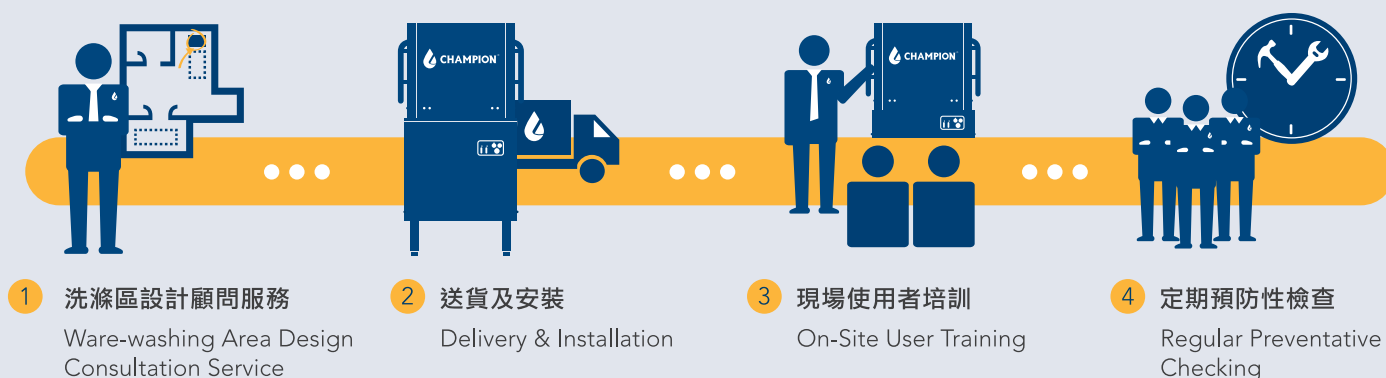 CHAMPION
CHAMPION
1 洗滌區設計顧問服務
Ware-washing Area Design
Consultation Service
2 送貨及安裝
Delivery & Installation
3 現場使用者培訓
On-Site User Training
4 定期預防性檢查
Regular Preventative
Checking